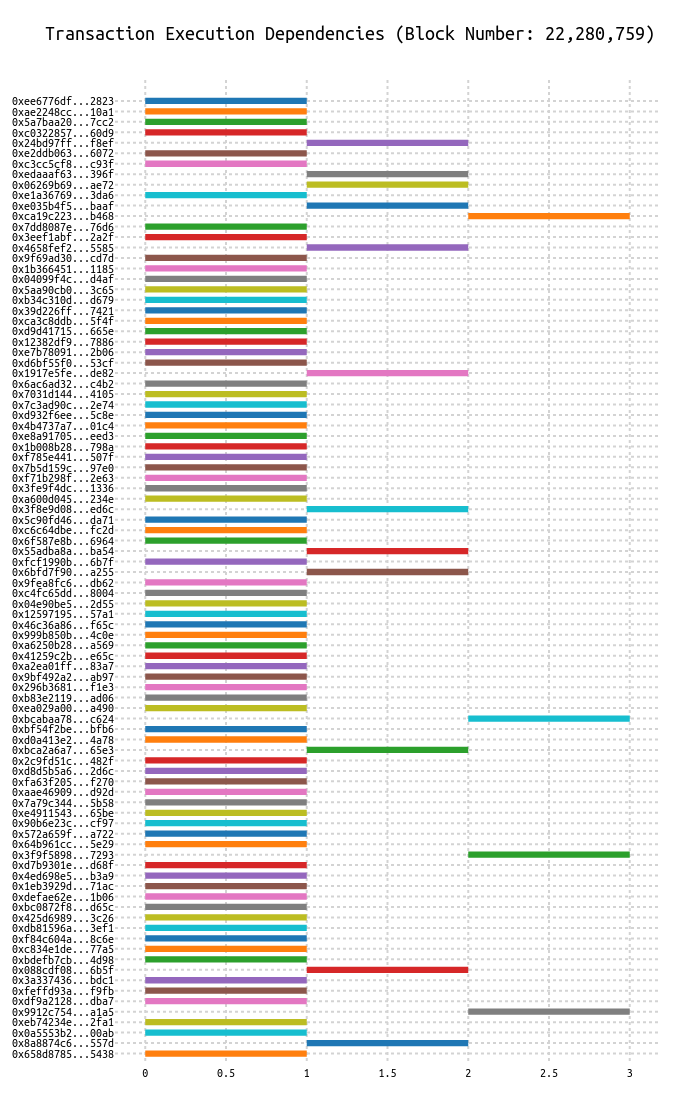 Transaction Execution Dependencies (Block Number: 22,280,759)
0xee6776df...2823
0xae2248cc...10a1
0x5a7baa20...7cc2
0xc0322857...60d9
0x24bd97ff...f8ef
0xe2ddb063...6072
0xc3cc5cf8...c93f
0xedaaaf63...396f
0x06269b69...ae72
0xe1a36769...3da6
0xe035b4f5...baaf
0xca19c223...b468
0x7dd8087e...76d6
0x3eef1abf...2a2f
0x4658fef2...5585
0x9f69ad30...cd7d
0x1b366451...1185
0x04099f4c...d4af
0x5aa90cb0...3c65
0xb34c310d...d679
0x39d226ff...7421
0xca3c8ddb...5f4f
0xd9d41715...665e
0x12382df9...7886
0xe7b78091...2b06
0xd6bf55f0...53cf
0x1917e5fe...de82
0x6ac6ad32...c4b2
0x7031d144...4105
0x7c3ad90c...2e74
0xd932f6ee...5c8e
0x4b4737a7...01c4
0xe8a91705...eed3
0x1b008b28...798a
0xf785e441...507f
0x7b5d159c...97e0
0xf71b298f...2e63
0x3fe9f4dc...1336
0xa600d045...234e
0x3f8e9d08...ed6c
0x5c90fd46...da71
0xc6c64dbe...fc2d
0x6f587e8b...6964
0x55adba8a...ba54
0xfcf1990b...6b7f
0x6bfd7f90...a255
0x9fea8fc6...db62
0xc4fc65dd...8004
0x04e90be5...2d55
0x12597195...57a1
0x46c36a86...f65c
0x999b850b...4c0e
0xa6250b28...a569
0x41259c2b...e65c
0xa2ea01ff...83a7
0x9bf492a2...ab97
0x296b3681...f1e3
0xb83e2119...ad06
0xea029a00...a490
0xbcabaa78...c624
0xbf54f2be...bfb6
0xd0a413e2...4a78
0xbca2a6a7...65e3
0x2c9fd51c...482f
0xd8d5b5a6...2d6c
0xfa63f205...f270
0xaae46909...d92d
0x7a79c344...5b58
0xe4911543...65be
0x90b6e23c...cf97
0x572a659f...a722
0x64b961cc...5e29
0x3f9f5898...7293
0xd7b9301e...d68f
0x4ed698e5...b3a9
0x1eb3929d...71ac
0xdefae62e...1b06
0xbc0872f8...d65c
0x425d6989...3c26
0xdb81596a...3ef1
0xf84c604a...8c6e
0xc834e1de...77a5
0xbdefb7cb...4d98
0x088cdf08...6b5f
0x3a337436...bdc1
0xfeffd93a...f9fb
0xdf9a2128...dba7
0x9912c754...a1a5
0xeb74234e...2fa1
0x0a5553b2...00ab
0x8a8874c6...557d
0x658d8785...5438
0 0.5 1 1.5 2 2.5 3